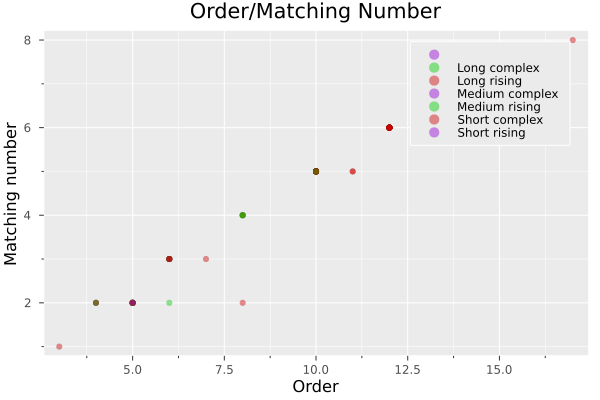 Order/Matching Number
Matching number
8
6
4
2
Long complex
Long rising
Medium complex
Medium rising
Short complex
Short rising
5.0 7.5 10.0 12.5 15.0
Order